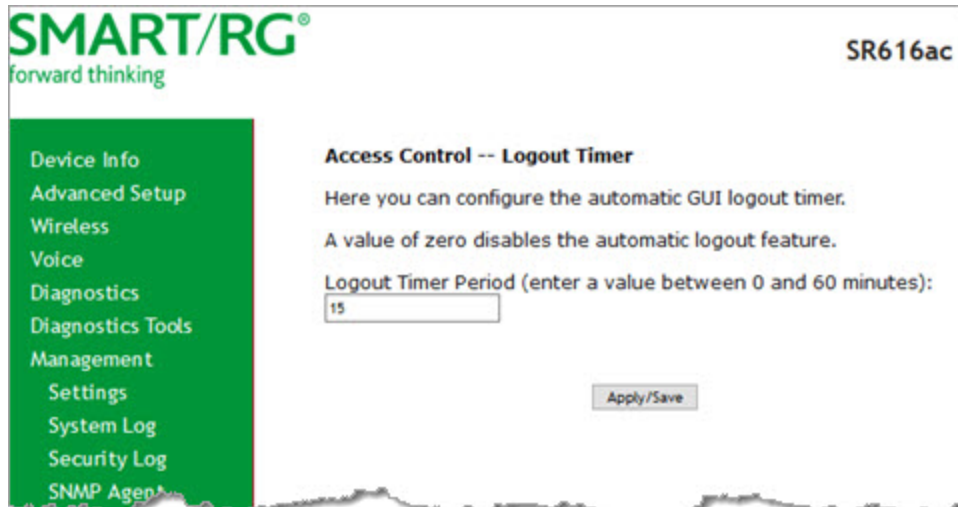 SMART/RG®
forward thinking
SR616ac
Device Info
Advanced Setup
Wireless
Voice
Diagnostics
Diagnostics Tools
Management
Settings
System Log
Security Log
SNMP Agent
Access Control -- Logout Timer
Here you can configure the automatic GUI logout timer.
A value of zero disables the automatic logout feature.
Logout Timer Period (enter a value between 0 and 60 minutes):
15
Apply/Save